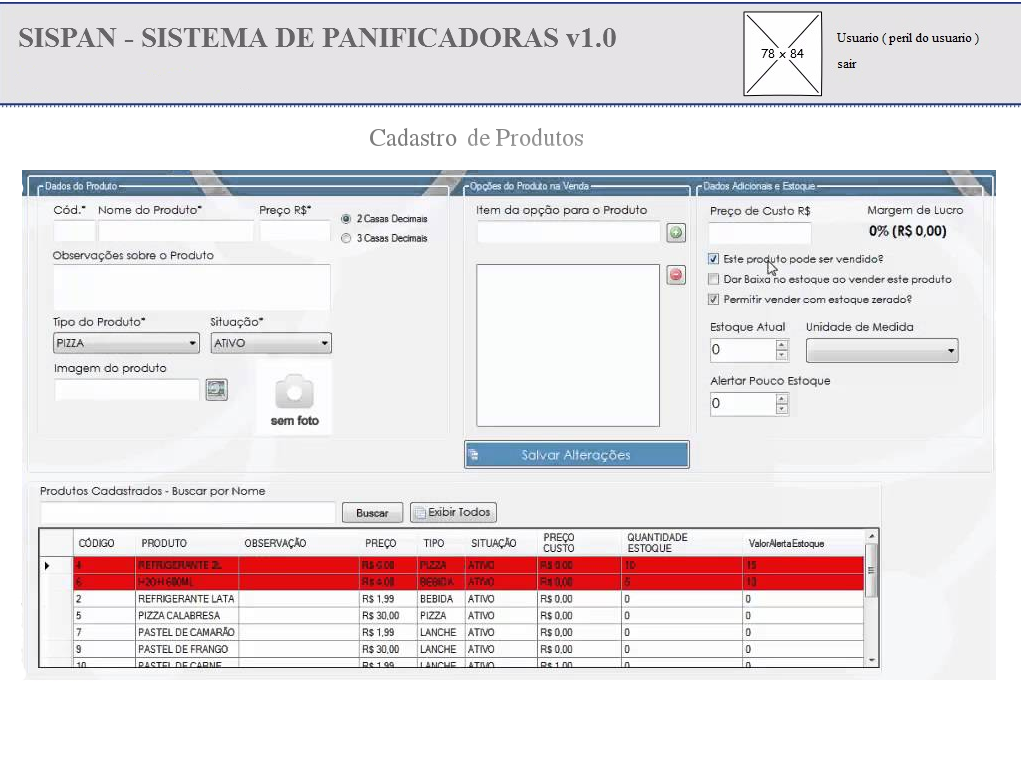 SISPAN - SISTEMA DE PANIFICADORAS v1.0
78 x 84
Usuario ( peril do usuario )
sair
Cadastro de Produtos
Dados do Produto
Cód.* Nome do Produto* Preço R$*
2 Casas Decimais
3 Casas Decimais
Observações sobre o Produto
Tipo do Produto* Situação*
PIZZA ATIVO
Imagem do produto
sem foto
Opções do Produto na Venda
Item da opção para o Produto
Salvar Alterações
Dados Adicionais e Estoque
Preço de Custo R$ Margem de Lucro
0% (R$ 0,00)
Este produto pode ser vendido?
Dar Baixa no estoque ao vender este produto
Permitir vender com estoque zerado?
Estoque Atual Unidade de Medida
0
Alertar Pouco Estoque
0
Produtos Cadastrados - Buscar por Nome
Buscar Exibir Todos
CÓDIGO PRODUTO OBSERVAÇÃO PREÇO TIPO SITUAÇÃO PREÇO CUSTO QUANTIDADE ESTOQUE ValorAlertaEstoque
4 REFRIGERANTE 2L R$ 6,00 PIZZA ATIVO R$ 0,00 10 15
6 H2OH 600ML R$ 4,00 BEBIDA ATIVO R$ 0,00 5 10
2 REFRIGERANTE LATA R$ 1,99 BEBIDA ATIVO R$ 0,00 0 0
5 PIZZA CALABRESA R$ 30,00 PIZZA ATIVO R$ 0,00 0 0
7 PASTEL DE CAMARÃO R$ 1,99 LANCHE ATIVO R$ 0,00 0 0
9 PASTEL DE FRANGO R$ 30,00 LANCHE ATIVO R$ 0,00 0 0
10 PASTEL DE CARNE R$ 1,99 LANCHE ATIVO R$ 1,00 0 0